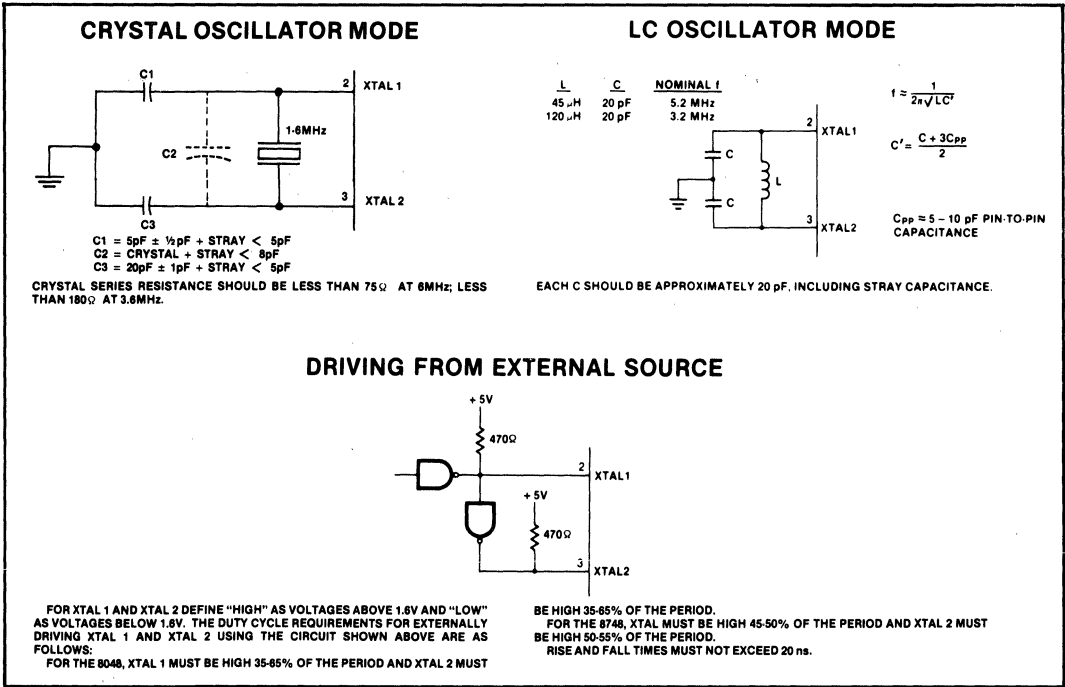 CRYSTAL OSCILLATOR MODE
C1
2
XTAL 1
1-6MHz
C2
3
XTAL 2
C3
C1 = 5pF ± ½pF + STRAY < 5pF
C2 = CRYSTAL + STRAY < 8pF
C3 = 20pF ± 1pF + STRAY < 5pF
CRYSTAL SERIES RESISTANCE SHOULD BE LESS THAN 75Ω AT 6MHz; LESS
THAN 180Ω AT 3.6MHz.
LC OSCILLATOR MODE
L C NOMINAL f
45 μH 20 pF 5.2 MHz
120 μH 20 pF 3.2 MHz
2
XTAL1
C
L
C
3
XTAL2
f ≈ 1 / 2π√LC'
C' = C + 3Cpp / 2
Cpp ≈ 5 – 10 pF PIN-TO-PIN
CAPACITANCE
EACH C SHOULD BE APPROXIMATELY 20 pF, INCLUDING STRAY CAPACITANCE.
DRIVING FROM EXTERNAL SOURCE
+ 5V
470Ω
2
XTAL1
+ 5V
470Ω
3
XTAL2
FOR XTAL 1 AND XTAL 2 DEFINE "HIGH" AS VOLTAGES ABOVE 1.6V AND "LOW"
AS VOLTAGES BELOW 1.6V. THE DUTY CYCLE REQUIREMENTS FOR EXTERNALLY
DRIVING XTAL 1 AND XTAL 2 USING THE CIRCUIT SHOWN ABOVE ARE AS
FOLLOWS:
FOR THE 8048, XTAL 1 MUST BE HIGH 35-65% OF THE PERIOD AND XTAL 2 MUST
BE HIGH 35-65% OF THE PERIOD.
FOR THE 8748, XTAL MUST BE HIGH 45-50% OF THE PERIOD AND XTAL 2 MUST
BE HIGH 50-55% OF THE PERIOD.
RISE AND FALL TIMES MUST NOT EXCEED 20 ns.